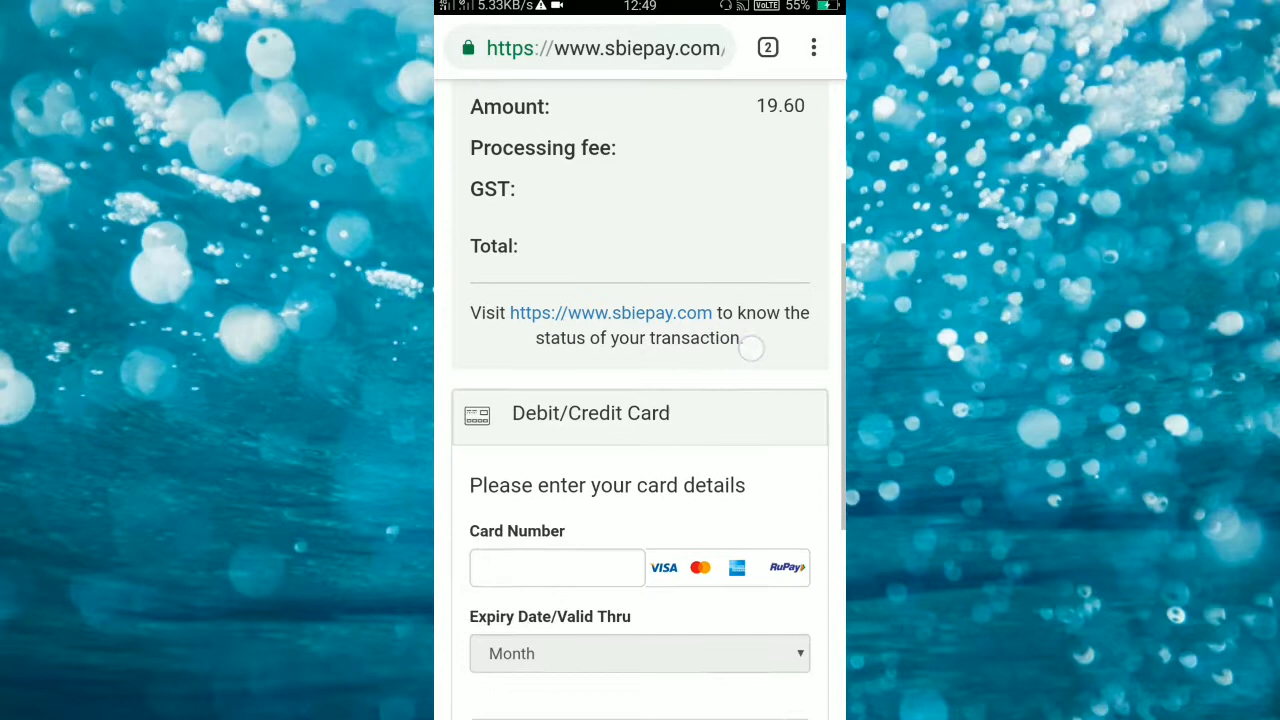 5.33KB/s 12:49 VoLTE 55%
https://www.sbiepay.com/ 2
Amount: 19.60
Processing fee:
GST:
Total:
Visit https://www.sbiepay.com to know the
status of your transaction.
Debit/Credit Card
Please enter your card details
Card Number
VISA RuPay
Expiry Date/Valid Thru
Month